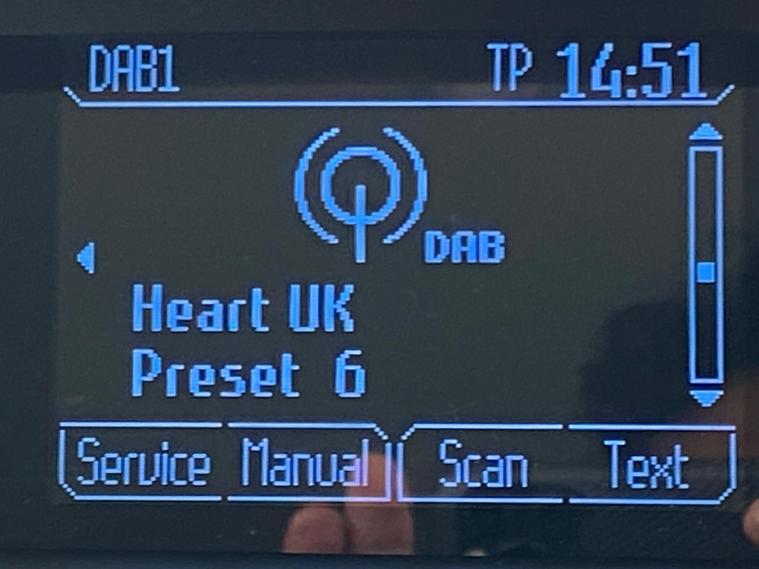 DAB1 TP 14:51
DAB
Heart UK
Preset 6
Service Manual Scan Text